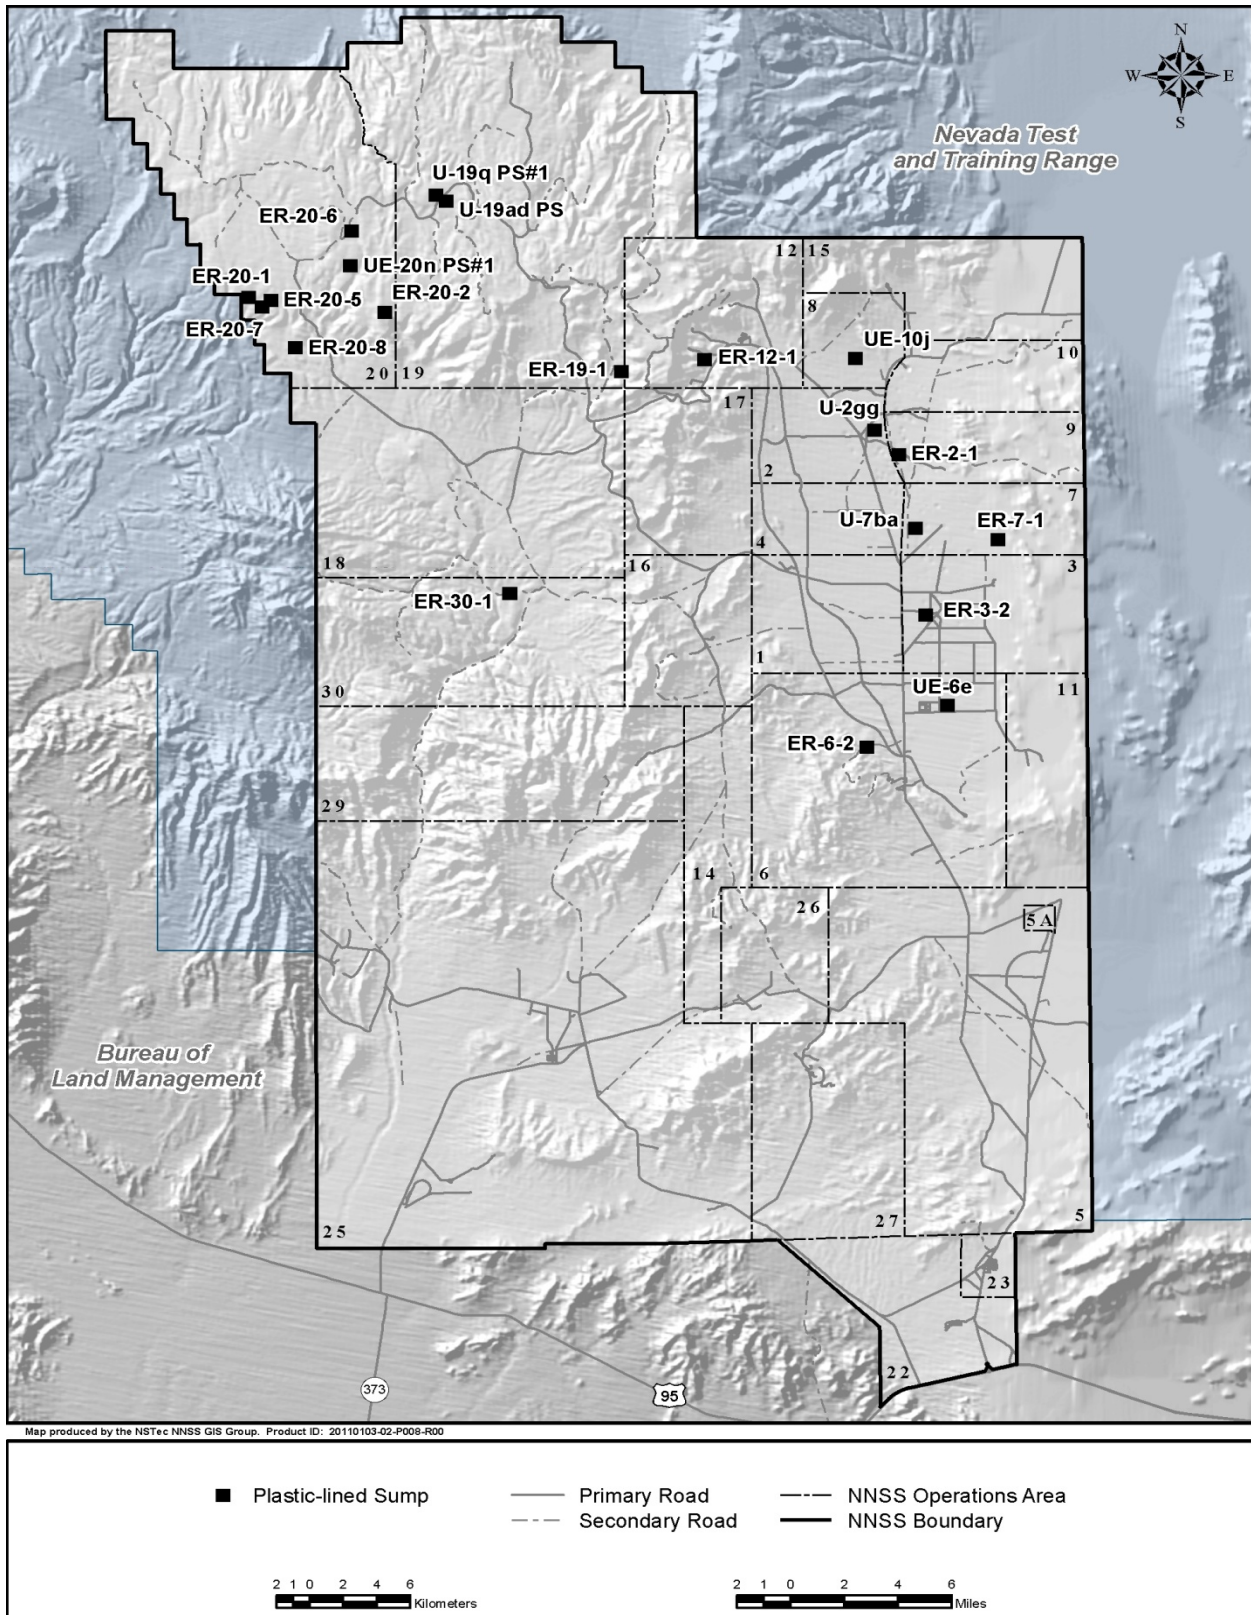 N
W E
S
Nevada Test
and Training Range
U-19q PS#1
U-19ad PS
ER-20-6
UE-20n PS#1
ER-20-1
ER-20-5
ER-20-2
ER-20-7
ER-20-8
20
19
12
15
8
UE-10j
10
ER-19-1
ER-12-1
17
U-2gg
9
ER-2-1
2
7
U-7ba
ER-7-1
4
18
16
3
ER-30-1
ER-3-2
1
30
UE-6e
11
ER-6-2
29
14
6
26
5A
Bureau of
Land Management
25
27
5
23
22
373
95
Map produced by the NSTec NNSS GIS Group. Product ID: 20110103-02-P008-R00
Plastic-lined Sump
Primary Road
NNSS Operations Area
Secondary Road
NNSS Boundary
2 1 0 2 4 6
Kilometers
2 1 0 2 4 6
Miles